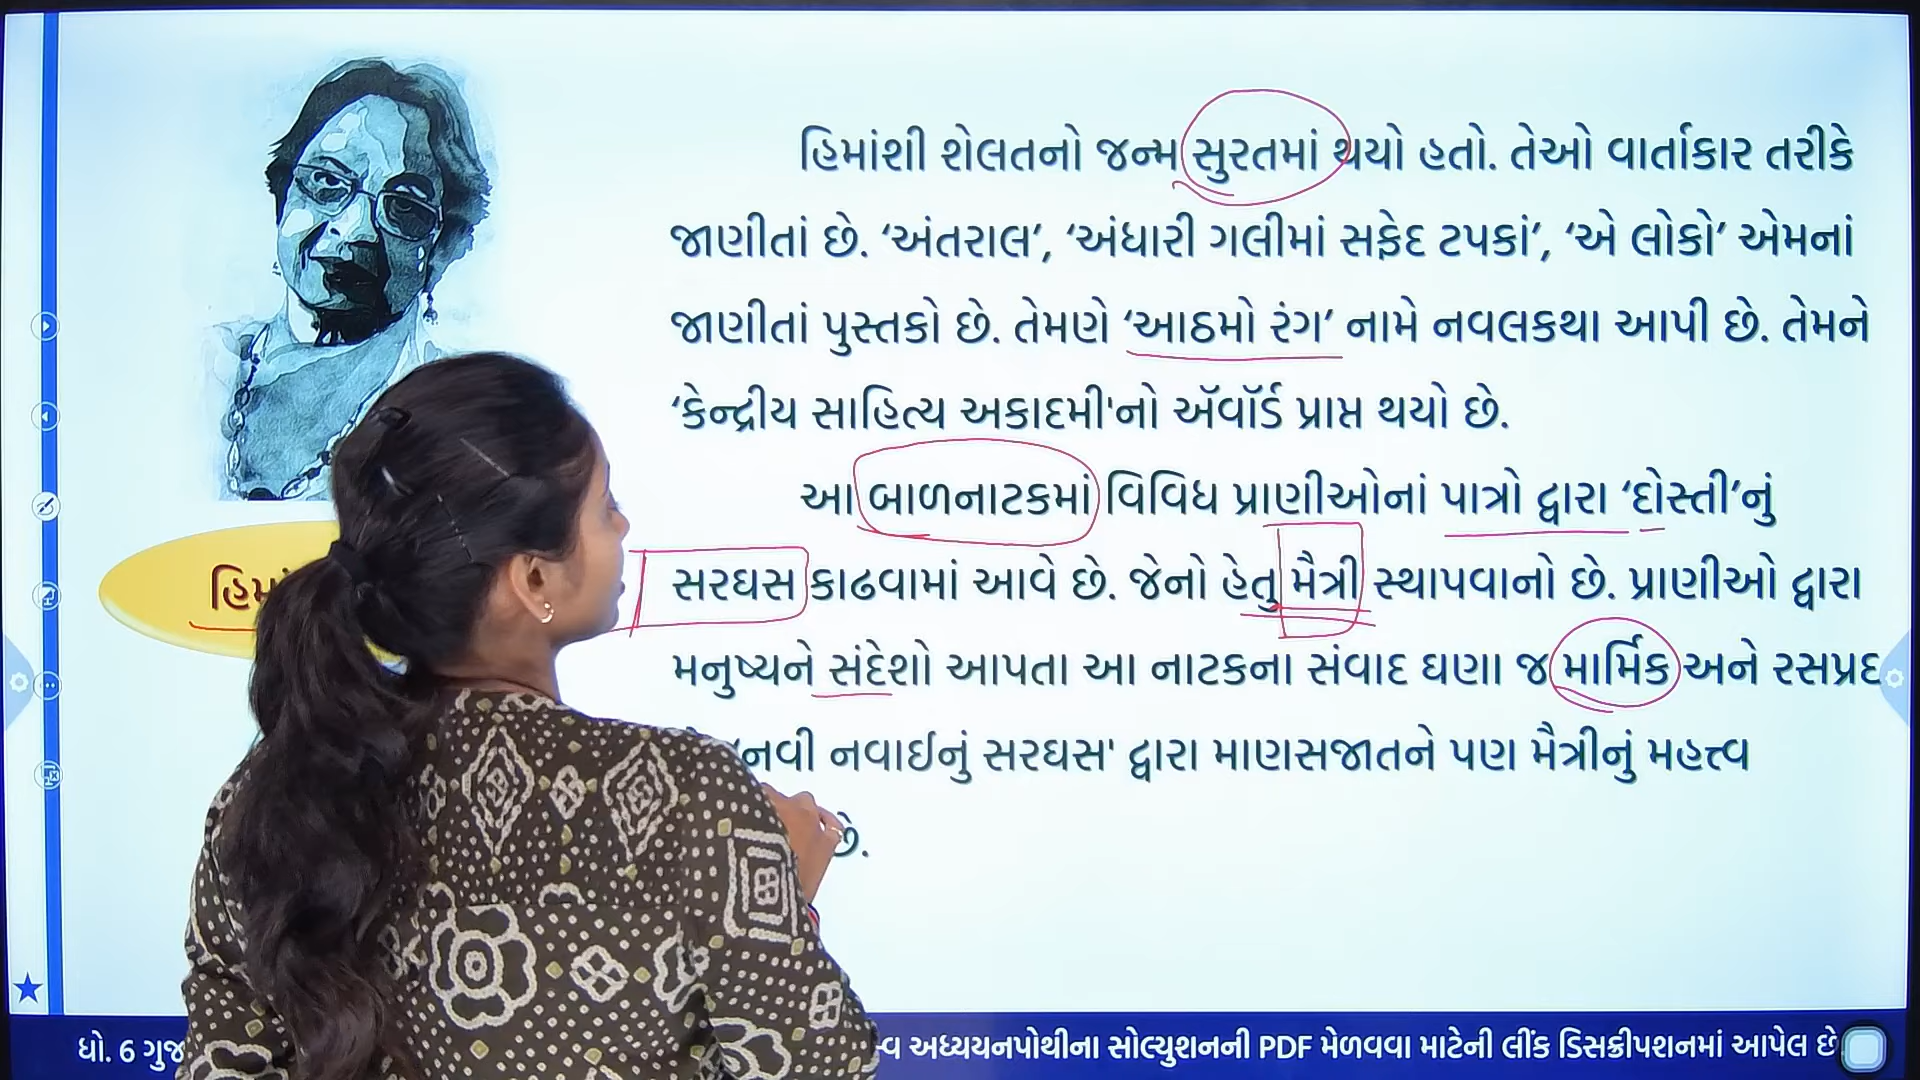 હિમાંશી શેલતનો જન્મ સુરતમાં થયો હતો. તેઓ વાર્તાકાર તરીકે
જાણીતાં છે. ‘અંતરાલ’, ‘અંધારી ગલીમાં સફેદ ટપકાં’, ‘એ લોકો’ એમનાં
જાણીતાં પુસ્તકો છે. તેમણે ‘આઠમો રંગ’ નામે નવલકથા આપી છે. તેમને
‘કેન્દ્રીય સાહિત્ય અકાદમી'નો ઍવૉર્ડ પ્રાપ્ત થયો છે.
આ બાળનાટકમાં વિવિધ પ્રાણીઓનાં પાત્રો દ્વારા ‘દોસ્તી’નું
સરઘસ કાઢવામાં આવે છે. જેનો હેતુ મૈત્રી સ્થાપવાનો છે. પ્રાણીઓ દ્વારા
મનુષ્યને સંદેશો આપતા આ નાટકના સંવાદ ઘણા જ માર્મિક અને રસપ્રદ
‘નવી નવાઈનું સરઘસ' દ્વારા માણસજાતને પણ મૈત્રીનું મહત્ત્વ
છે.
ધો. 6 અધ્યયનપોથીના સોલ્યુશનની PDF મેળવવા માટેની લીંક ડિસક્રીપશનમાં આપેલ છે